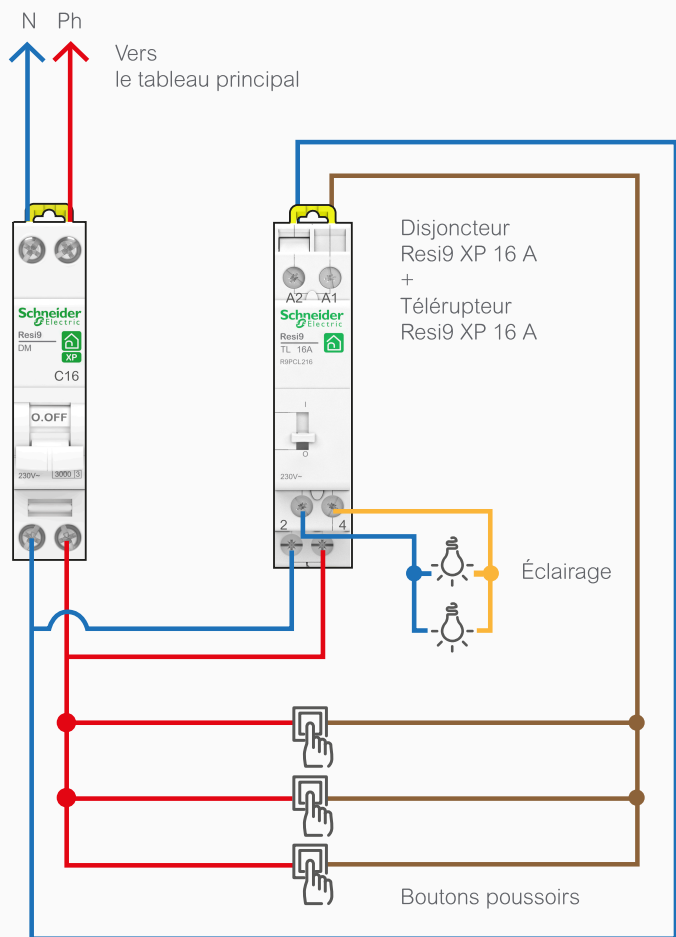 N Ph
Vers
le tableau principal
Disjoncteur
Resi9 XP 16 A
+
Télérupteur
Resi9 XP 16 A
A2 A1
Schneider
Electric
Resi9
DM
XP
C16
O.OFF
230V~ 3000 3
Schneider
Electric
Resi9
TL 16A
R9PCL216
I
O
230V~
2 4
Éclairage
Boutons poussoirs